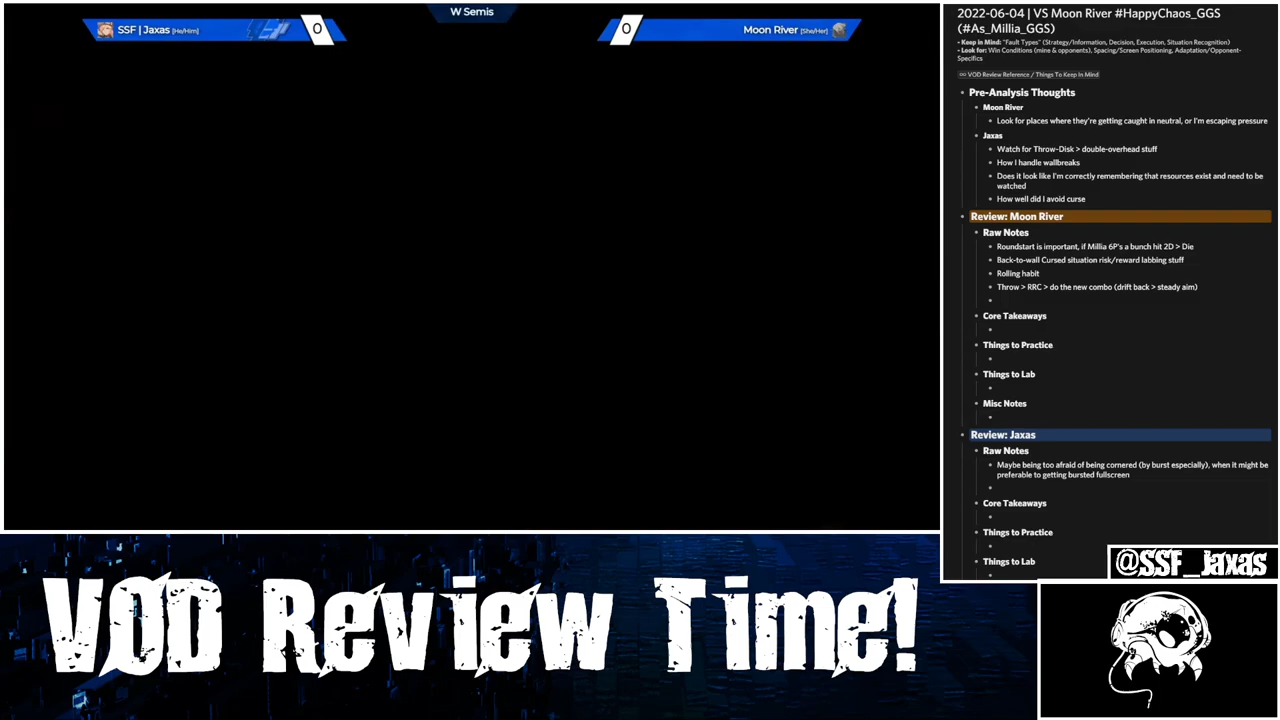 W Semis
SSF | Jaxas [He/Him]
0
0
Moon River [She/Her]
2022-06-04 | VS Moon River #HappyChaos_GGS
(#As_Millia_GGS)
• Keep in Mind: "Fault Types" (Strategy/Information, Decision, Execution, Situation Recognition)
• Look for: Win Conditions (mine & opponents), Spacing/Screen Positioning, Adaptation/Opponent-
Specifics
VOD Review Reference / Things To Keep In Mind
Pre-Analysis Thoughts
Moon River
Look for places where they're getting caught in neutral, or I'm escaping pressure
Jaxas
Watch for Throw-Disk > double-overhead stuff
How I handle wallbreaks
Does it look like I'm correctly remembering that resources exist and need to be
watched
How well did I avoid curse
Review: Moon River
Raw Notes
Roundstart is important, if Millia 6P's a bunch hit 2D > Die
Back-to-wall Cursed situation risk/reward labbing stuff
Rolling habit
Throw > RRC > do the new combo (drift back > steady aim)
Core Takeaways
Things to Practice
Things to Lab
Misc Notes
Review: Jaxas
Raw Notes
Maybe being too afraid of being cornered (by burst especially), when it might be
preferable to getting bursted fullscreen
Core Takeaways
Things to Practice
Things to Lab
@SSF_Jaxas
VOD Review Time!